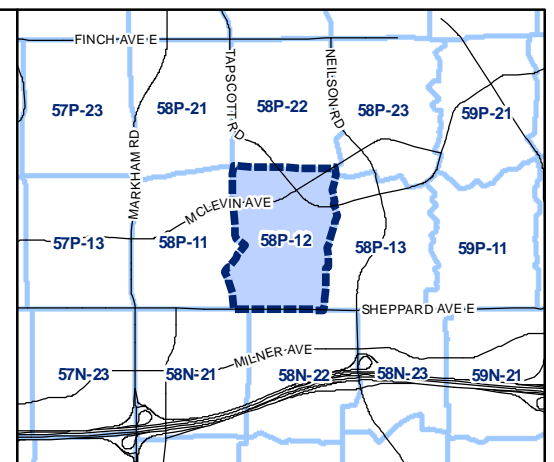 FINCH AVE E
TAPSCOTT RD
NEILSON RD
MARKHAM RD
57P-23
58P-21
58P-22
58P-23
59P-21
MCLEVIN AVE
57P-13
58P-11
58P-12
58P-13
59P-11
SHEPPARD AVE E
MILNER AVE
57N-23
58N-21
58N-22
58N-23
59N-21